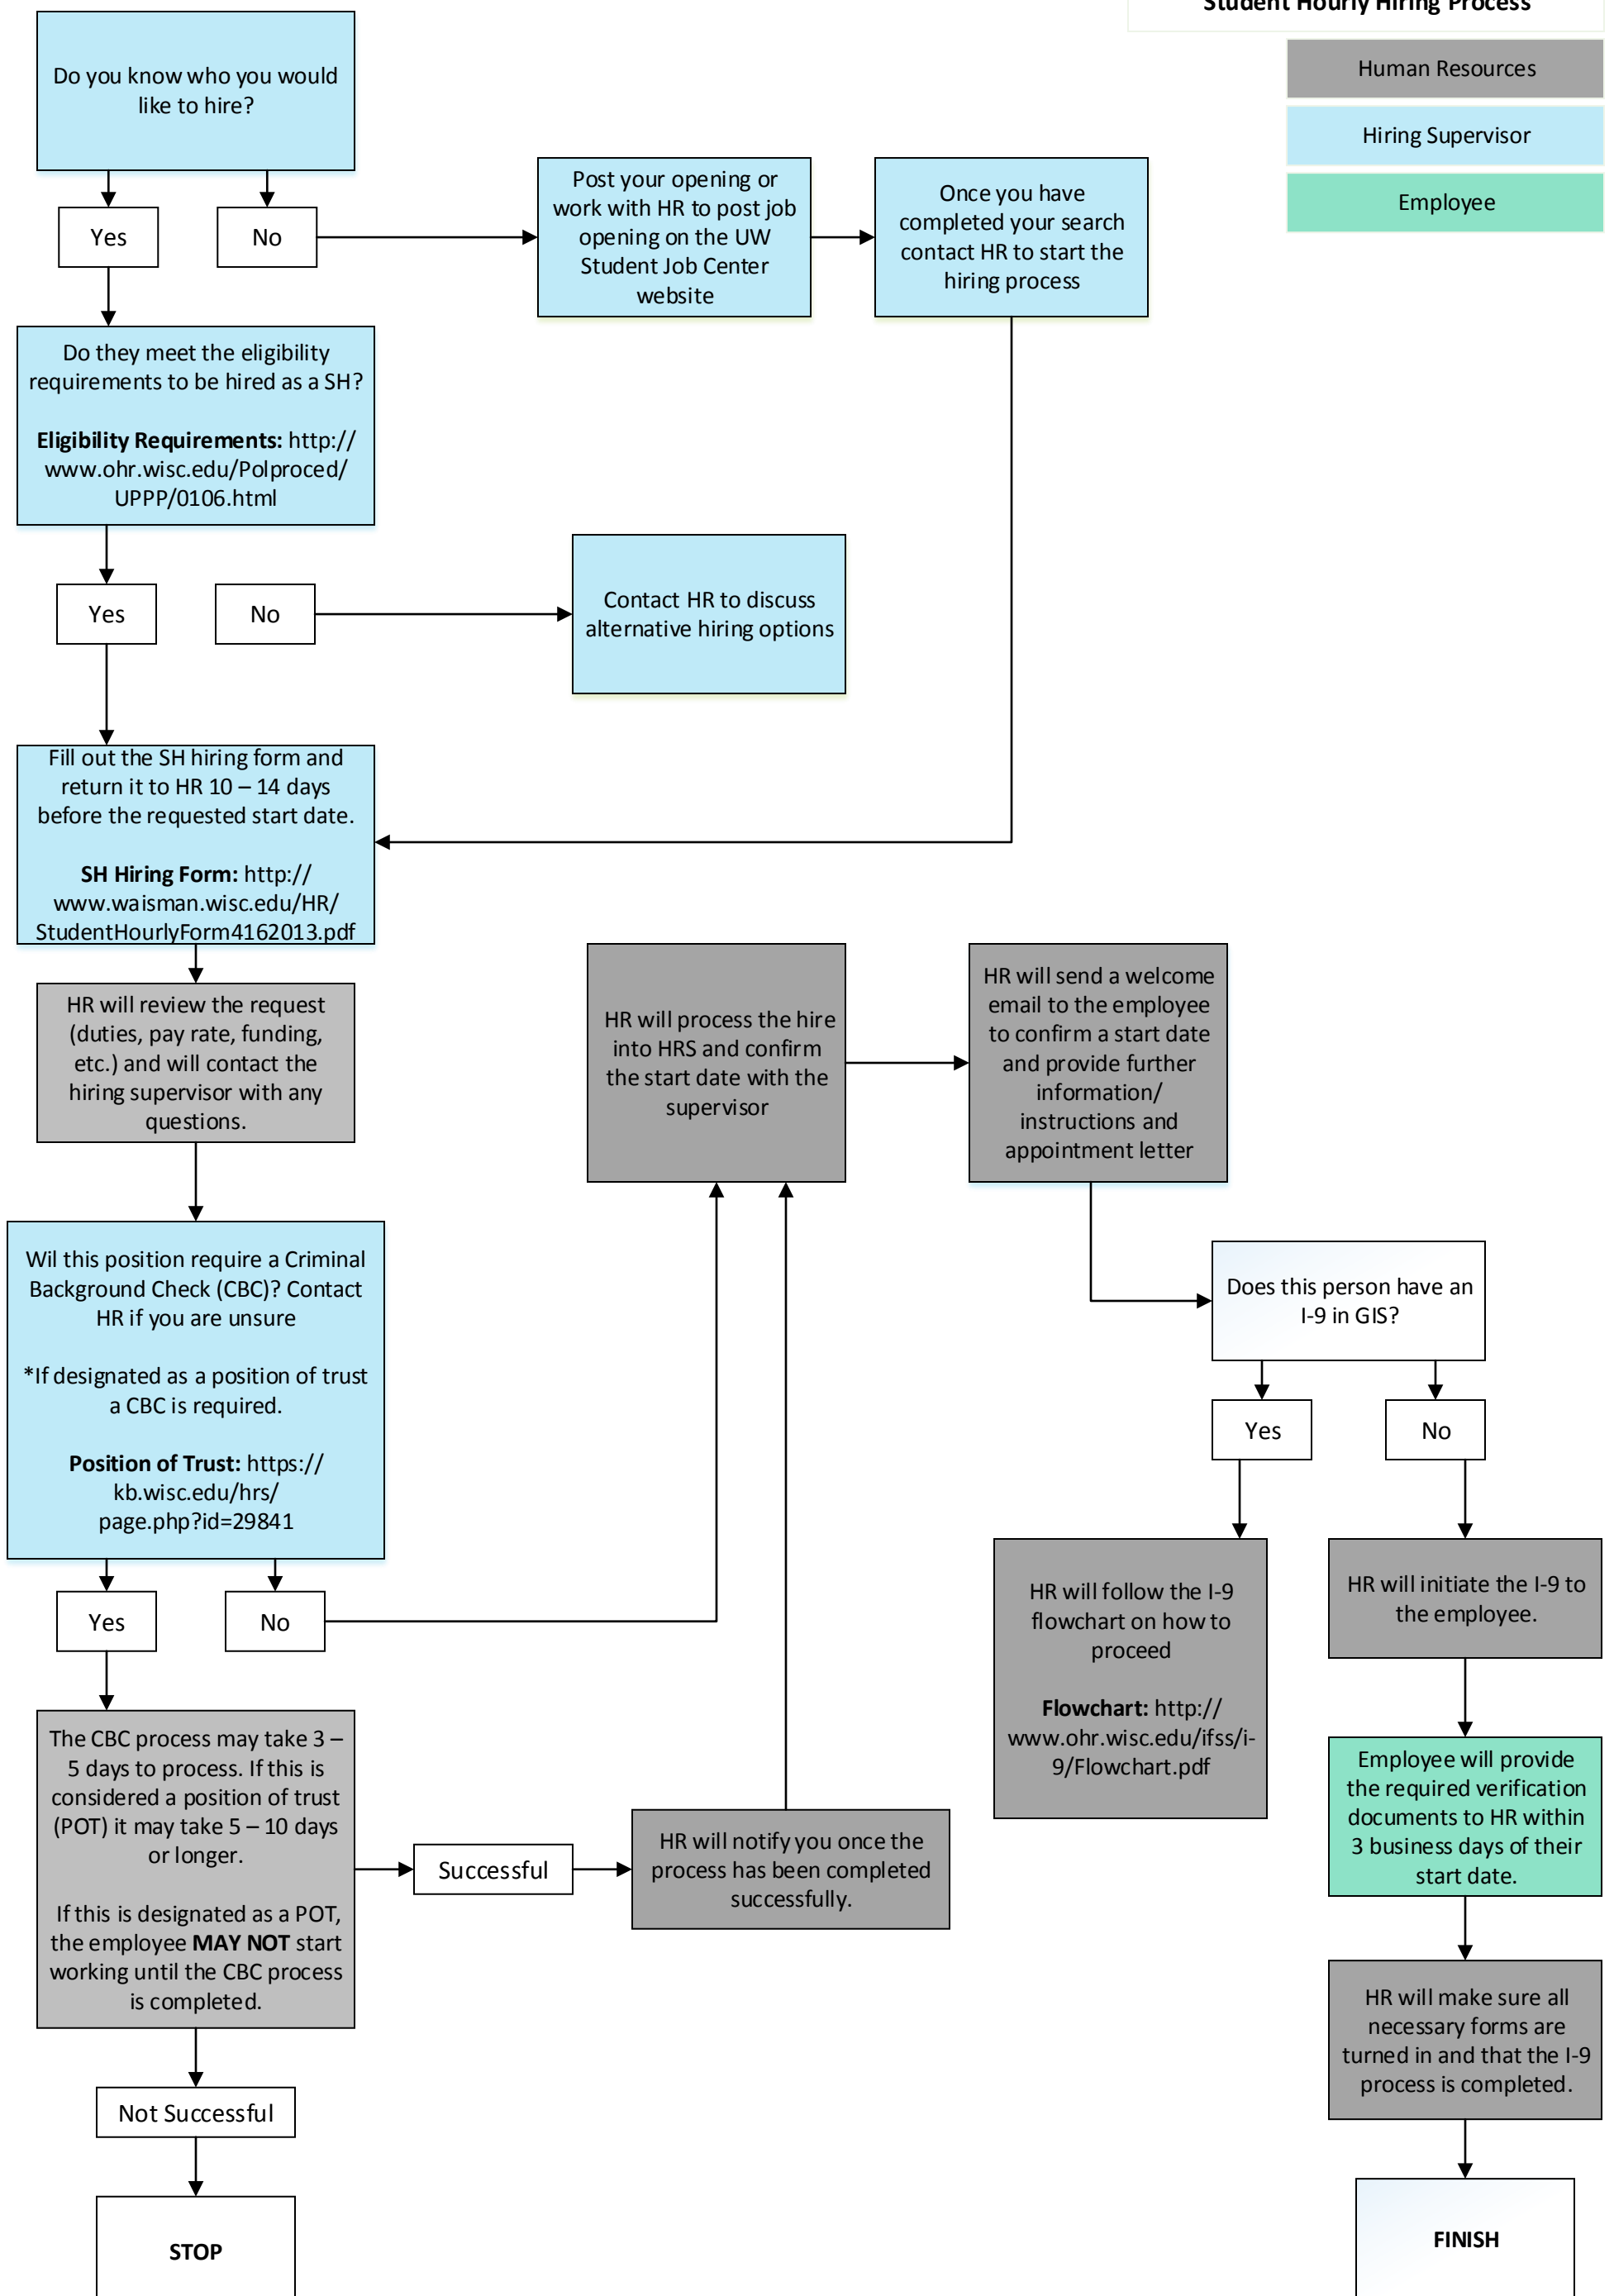 Student Hourly Hiring Process
Human Resources
Hiring Supervisor
Employee
Do you know who you would
like to hire?
Yes
No
Post your opening or
work with HR to post job
opening on the UW
Student Job Center
website
Once you have
completed your search
contact HR to start the
hiring process
Do they meet the eligibility
requirements to be hired as a SH?
Eligibility Requirements: http://
www.ohr.wisc.edu/Polproced/
UPPP/0106.html
Yes
No
Contact HR to discuss
alternative hiring options
Fill out the SH hiring form and
return it to HR 10 – 14 days
before the requested start date.
SH Hiring Form: http://
www.waisman.wisc.edu/HR/
StudentHourlyForm4162013.pdf
HR will review the request
(duties, pay rate, funding,
etc.) and will contact the
hiring supervisor with any
questions.
HR will process the hire
into HRS and confirm
the start date with the
supervisor
HR will send a welcome
email to the employee
to confirm a start date
and provide further
information/
instructions and
appointment letter
Wil this position require a Criminal
Background Check (CBC)? Contact
HR if you are unsure
*If designated as a position of trust
a CBC is required.
Position of Trust: https://
kb.wisc.edu/hrs/
page.php?id=29841
Does this person have an
I-9 in GIS?
Yes
No
Yes
No
HR will follow the I-9
flowchart on how to
proceed
Flowchart: http://
www.ohr.wisc.edu/ifss/i-
9/Flowchart.pdf
HR will initiate the I-9 to
the employee.
The CBC process may take 3 –
5 days to process. If this is
considered a position of trust
(POT) it may take 5 – 10 days
or longer.
If this is designated as a POT,
the employee MAY NOT start
working until the CBC process
is completed.
Successful
HR will notify you once the
process has been completed
successfully.
Employee will provide
the required verification
documents to HR within
3 business days of their
start date.
HR will make sure all
necessary forms are
turned in and that the I-9
process is completed.
Not Successful
STOP
FINISH